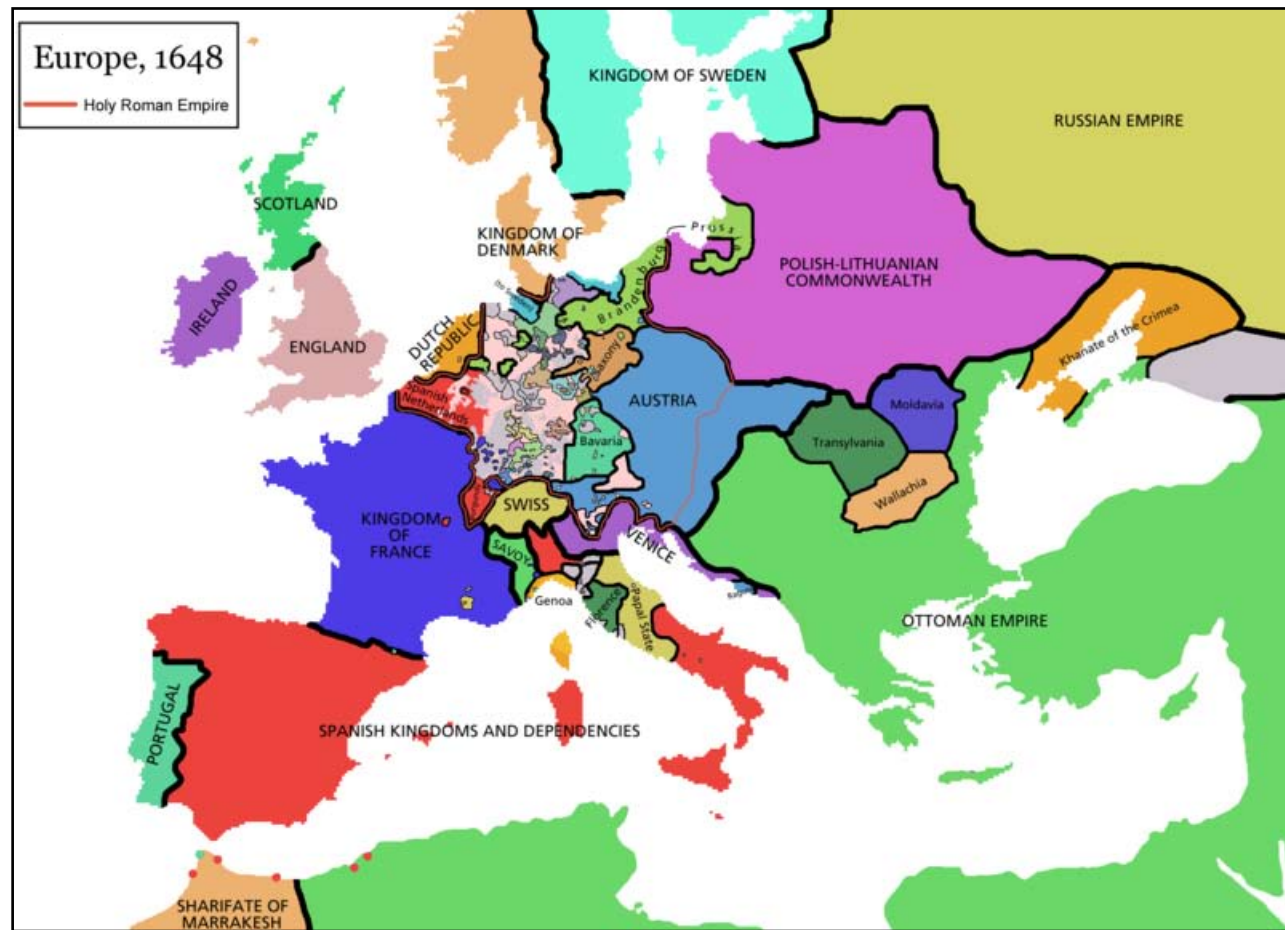 Europe, 1648
Holy Roman Empire
KINGDOM OF SWEDEN
RUSSIAN EMPIRE
SCOTLAND
KINGDOM OF
DENMARK
IRELAND
ENGLAND
DUTCH
REPUBLIC
Brandenburg
POLISH-LITHUANIAN
COMMONWEALTH
Saxony
Spanish
Netherlands
AUSTRIA
Khanate of the Crimea
Moldavia
Bavaria
Transylvania
Wallachia
SWISS
KINGDOM
OF
FRANCE
SAVOY
VENICE
Genoa
Florence
Papal State
OTTOMAN EMPIRE
PORTUGAL
SPANISH KINGDOMS AND DEPENDENCIES
SHARIFATE OF
MARRAKESH